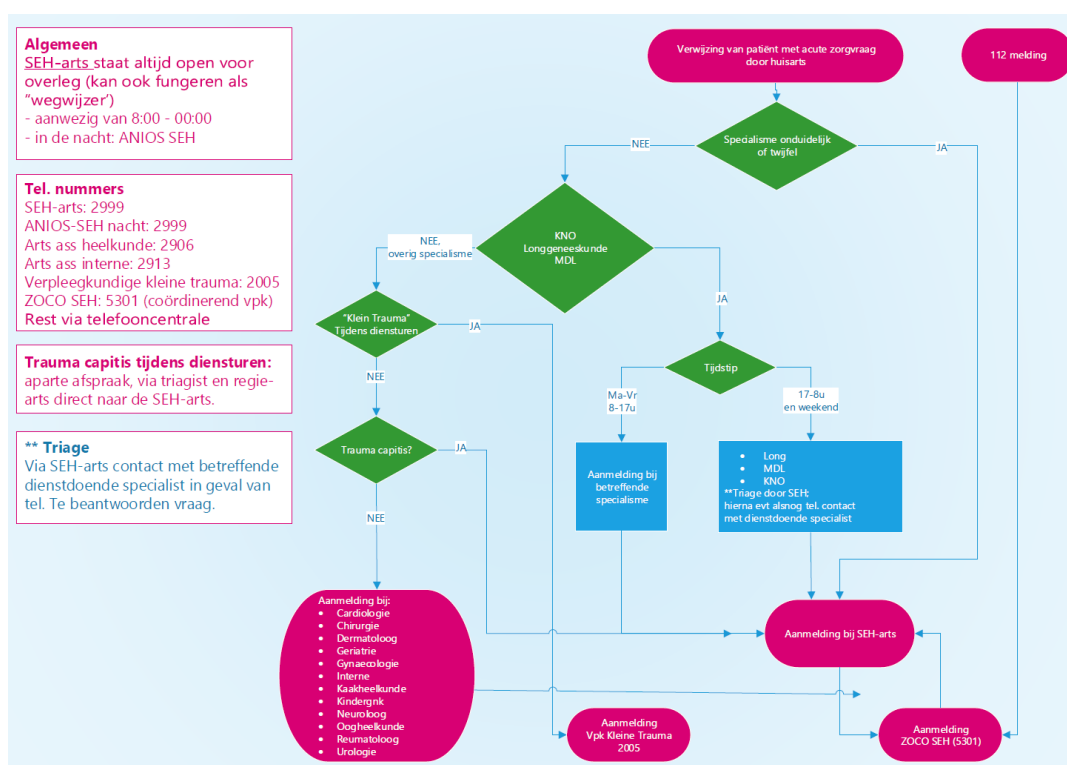 Algemeen
SEH-arts staat altijd open voor
overleg (kan ook fungeren als
“wegwijzer’)
- aanwezig van 8:00 - 00:00
- in de nacht: ANIOS SEH
Tel. nummers
SEH-arts: 2999
ANIOS-SEH nacht: 2999
Arts ass heelkunde: 2906
Arts ass interne: 2913
Verpleegkundige kleine trauma: 2005
ZOCO SEH: 5301 (coördinerend vpk)
Rest via telefooncentrale
Trauma capitis tijdens diensturen:
aparte afspraak, via triagist en regie-
arts direct naar de SEH-arts.
** Triage
Via SEH-arts contact met betreffende
dienstdoende specialist in geval van
tel. Te beantwoorden vraag.
Verwijzing van patiënt met acute zorgvraag
door huisarts
112 melding
Specialisme onduidelijk
of twijfel
NEE
JA
KNO
Longgeneeskunde
MDL
NEE,
overig specialisme
JA
“Klein Trauma”
Tijdens diensturen
JA
NEE
Tijdstip
Ma-Vr
8-17u
17-8u
en weekend
Trauma capitis?
JA
NEE
Aanmelding bij
betreffende
specialisme
• Long
• MDL
• KNO
**Triage door SEH;
hierna evt alsnog tel. contact
met dienstdoende specialist
Aanmelding bij:
• Cardiologie
• Chirurgie
• Dermatoloog
• Geriatrie
• Gynaecologie
• Interne
• Kaakheelkunde
• Kindergnk
• Neuroloog
• Oogheelkunde
• Reumatoloog
• Urologie
Aanmelding bij SEH-arts
Aanmelding
Vpk Kleine Trauma
2005
Aanmelding
ZOCO SEH (5301)